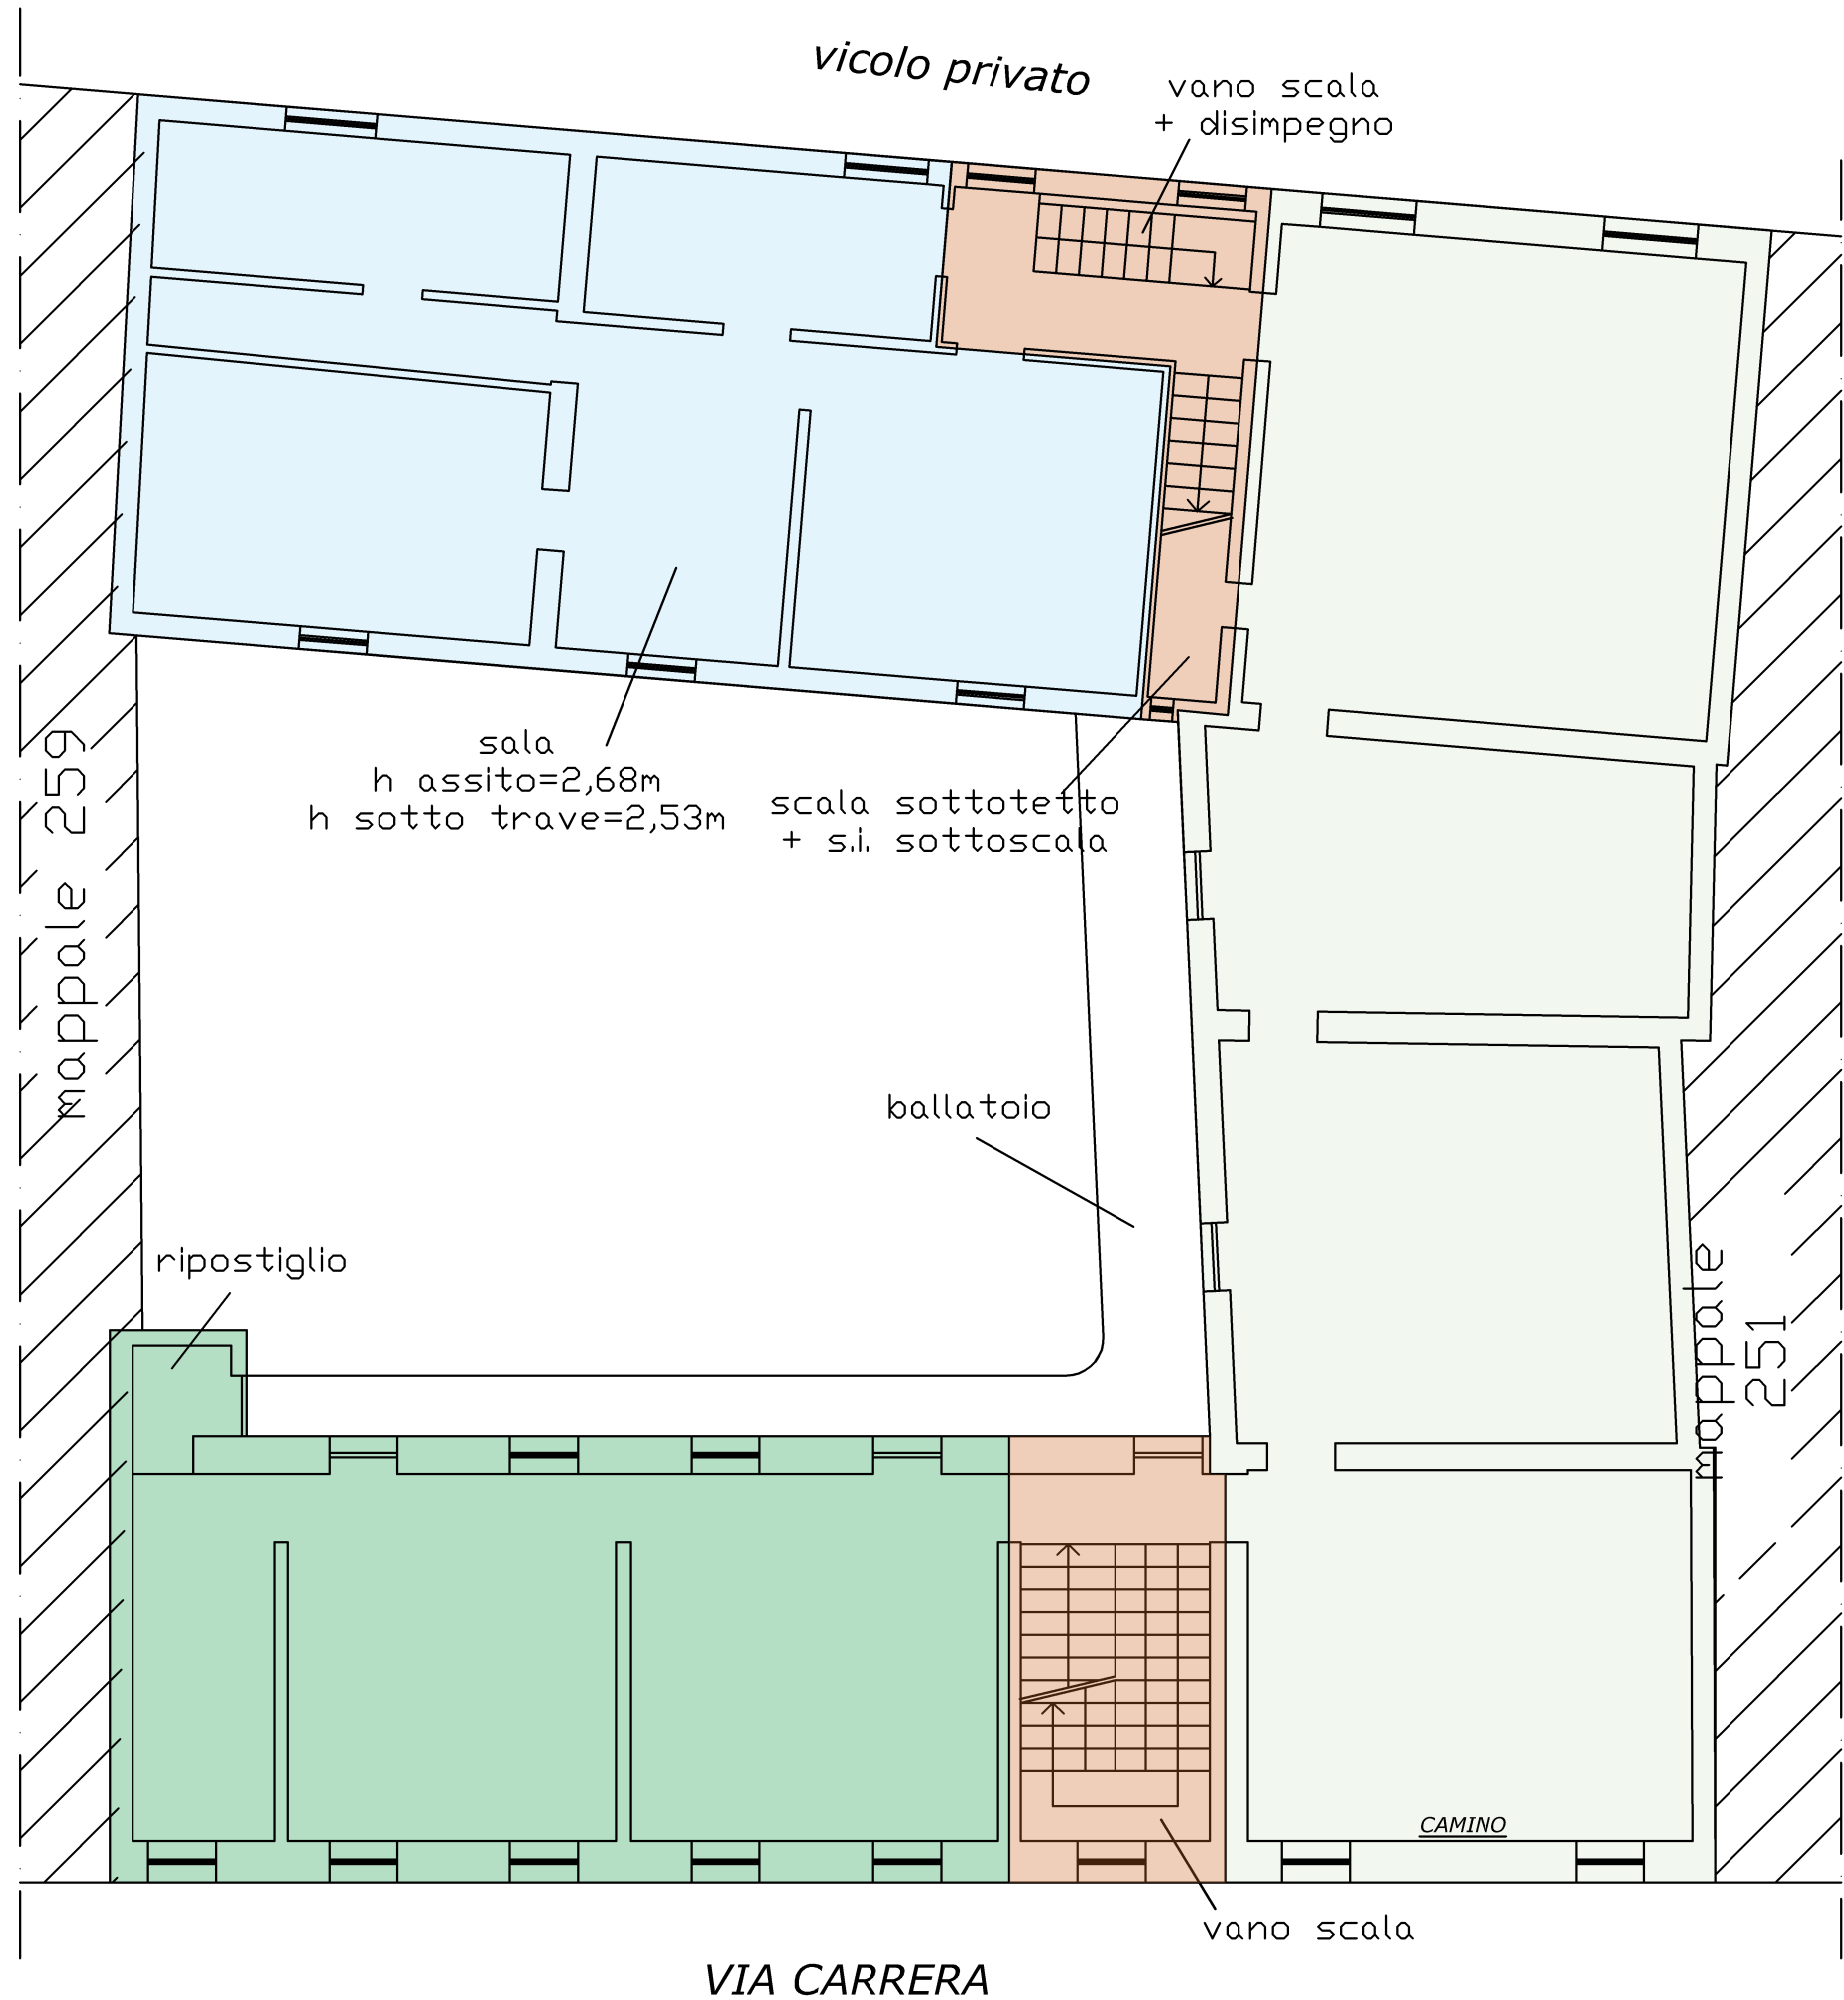 vicolo privato
vano scala
+ disimpegno
sala
h assito=2,68m
h sotto trave=2,53m
scala sottotetto
+ s.i. sottoscala
mappale 259
ballatoio
ripostiglio
mappale
251
CAMINO
vano scala
VIA CARRERA